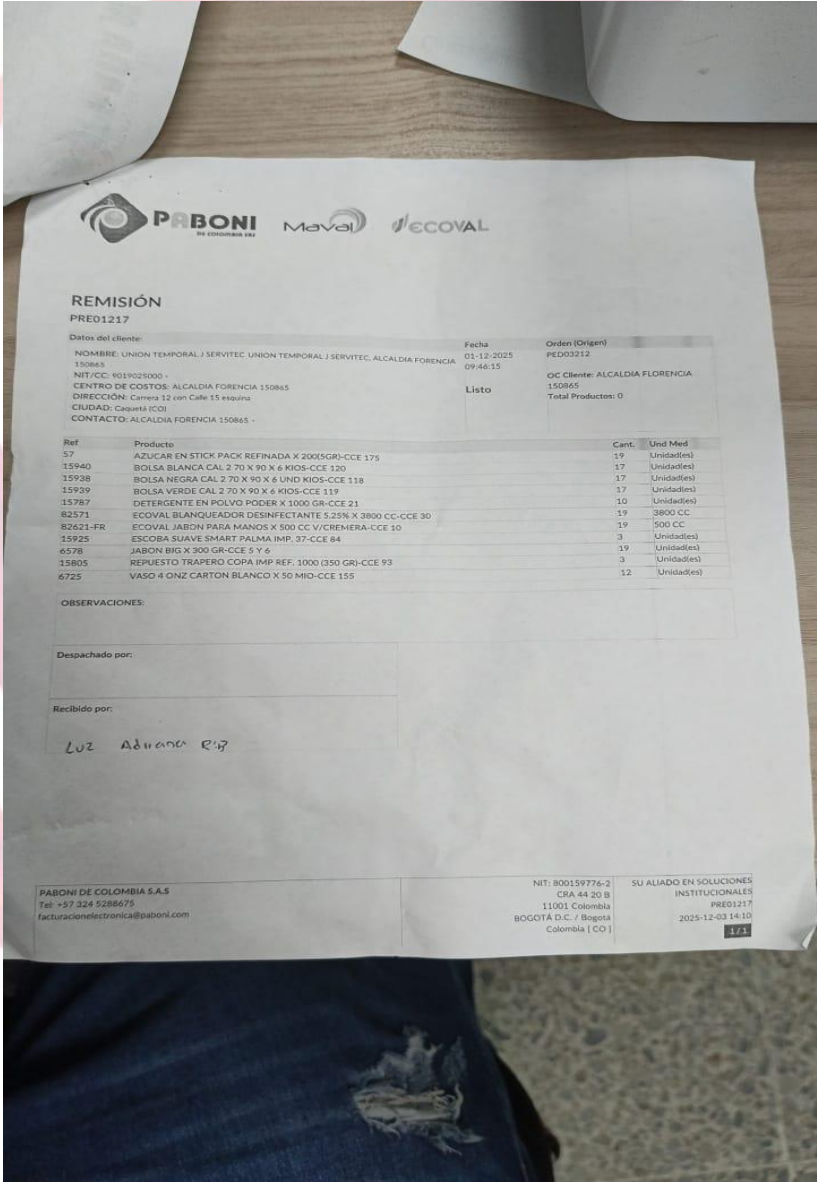 PABONI
DE COLOMBIA SAS
Maval
ECOVAL
REMISIÓN
PRE01217
Datos del cliente:
NOMBRE: UNION TEMPORAL J SERVITEC UNION TEMPORAL J SERVITEC, ALCALDIA FORENCIA
150865
NIT/CC: 9019025000 -
CENTRO DE COSTOS: ALCALDIA FORENCIA 150865
DIRECCIÓN: Carrera 12 con Calle 15 esquina
CIUDAD: Caquetá (CO)
CONTACTO: ALCALDIA FORENCIA 150865 -
Fecha
01-12-2025
09:46:15
Listo
Orden (Origen)
PED03212
OC Cliente: ALCALDIA FLORENCIA
150865
Total Productos: 0
Ref Producto Cant. Und Med
57 AZUCAR EN STICK PACK REFINADA X 200(5GR)-CCE 175 19 Unidad(es)
15940 BOLSA BLANCA CAL 2 70 X 90 X 6 KIOS-CCE 120 17 Unidad(es)
15938 BOLSA NEGRA CAL 2 70 X 90 X 6 UND KIOS-CCE 118 17 Unidad(es)
15939 BOLSA VERDE CAL 2 70 X 90 X 6 KIOS-CCE 119 17 Unidad(es)
15787 DETERGENTE EN POLVO PODER X 1000 GR-CCE 21 10 Unidad(es)
82571 ECOVAL BLANQUEADOR DESINFECTANTE 5.25% X 3800 CC-CCE 30 19 3800 CC
82621-FR ECOVAL JABON PARA MANOS X 500 CC V/CREMERA-CCE 10 19 500 CC
15925 ESCOBA SUAVE SMART PALMA IMP. 37-CCE 84 3 Unidad(es)
6578 JABON BIG X 300 GR-CCE 5 Y 6 19 Unidad(es)
15805 REPUESTO TRAPERO COPA IMP REF. 1000 (350 GR)-CCE 93 3 Unidad(es)
6725 VASO 4 ONZ CARTON BLANCO X 50 MIO-CCE 155 12 Unidad(es)
OBSERVACIONES:
Despachado por:
Recibido por:
Luz Adriana
PABONI DE COLOMBIA S.A.S
Tel: +57 324 5288675
facturacionelectronica@paboni.com
NIT: 800159776-2
CRA 44 20 B
11001 Colombia
BOGOTÁ D.C. / Bogotá
Colombia [ CO ]
SU ALIADO EN SOLUCIONES
INSTITUCIONALES
PRE01217
2025-12-03 14:10
1/1